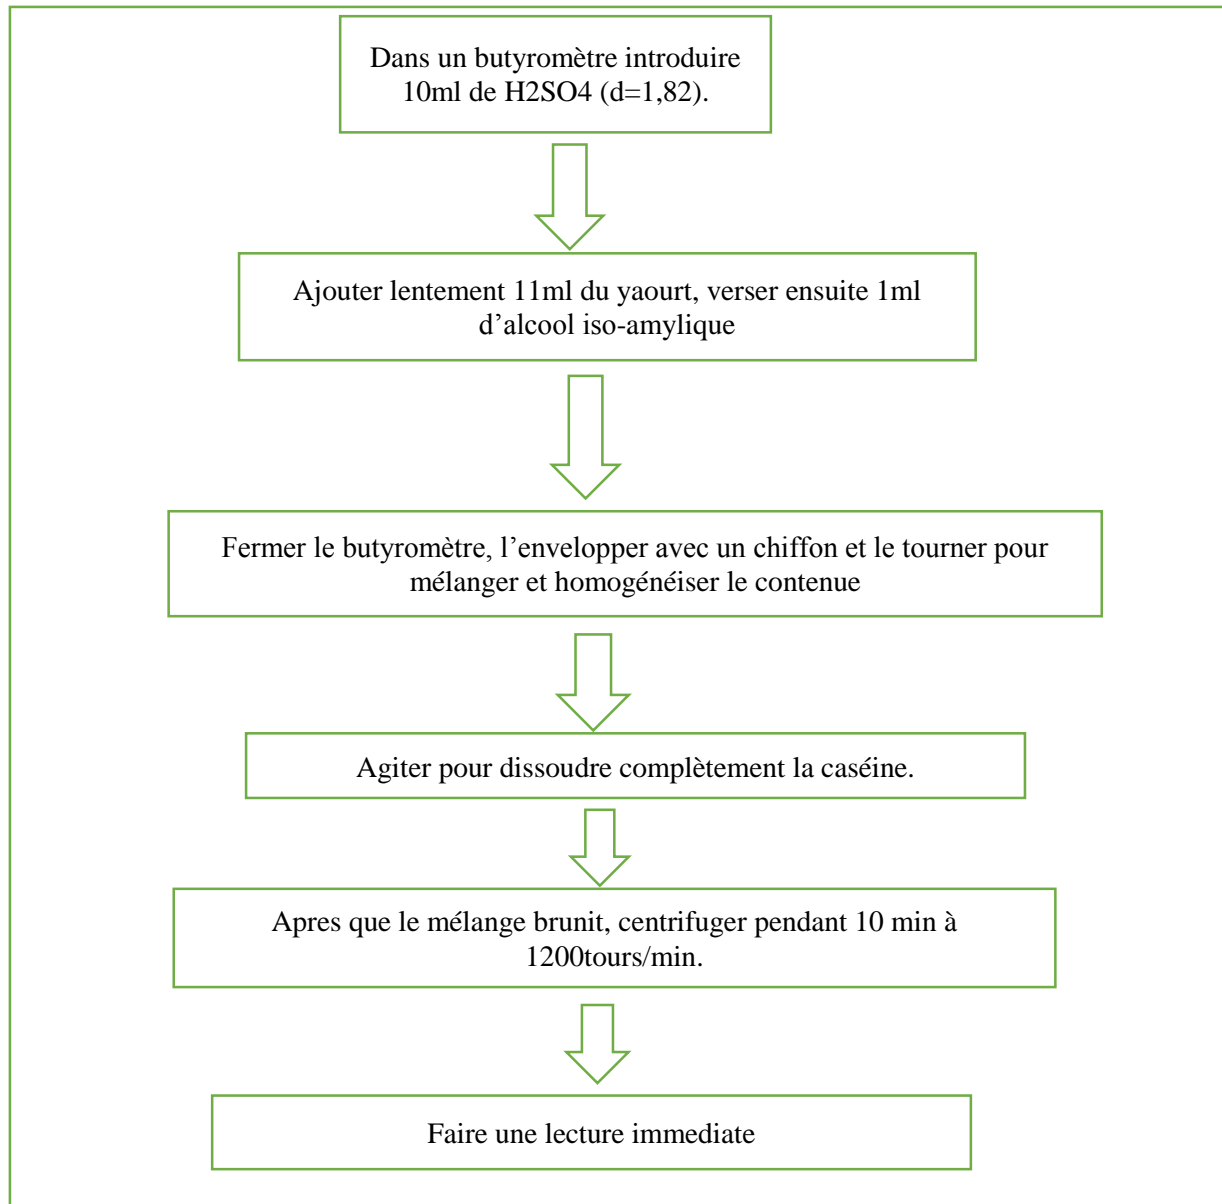 Dans un butyromètre introduire
10ml de H2SO4 (d=1,82).
Ajouter lentement 11ml du yaourt, verser ensuite 1ml
d’alcool iso-amylique
Fermer le butyromètre, l’envelopper avec un chiffon et le tourner pour
mélanger et homogénéiser le contenue
Agiter pour dissoudre complètement la caséine.
Apres que le mélange brunit, centrifuger pendant 10 min à
1200tours/min.
Faire une lecture immediate